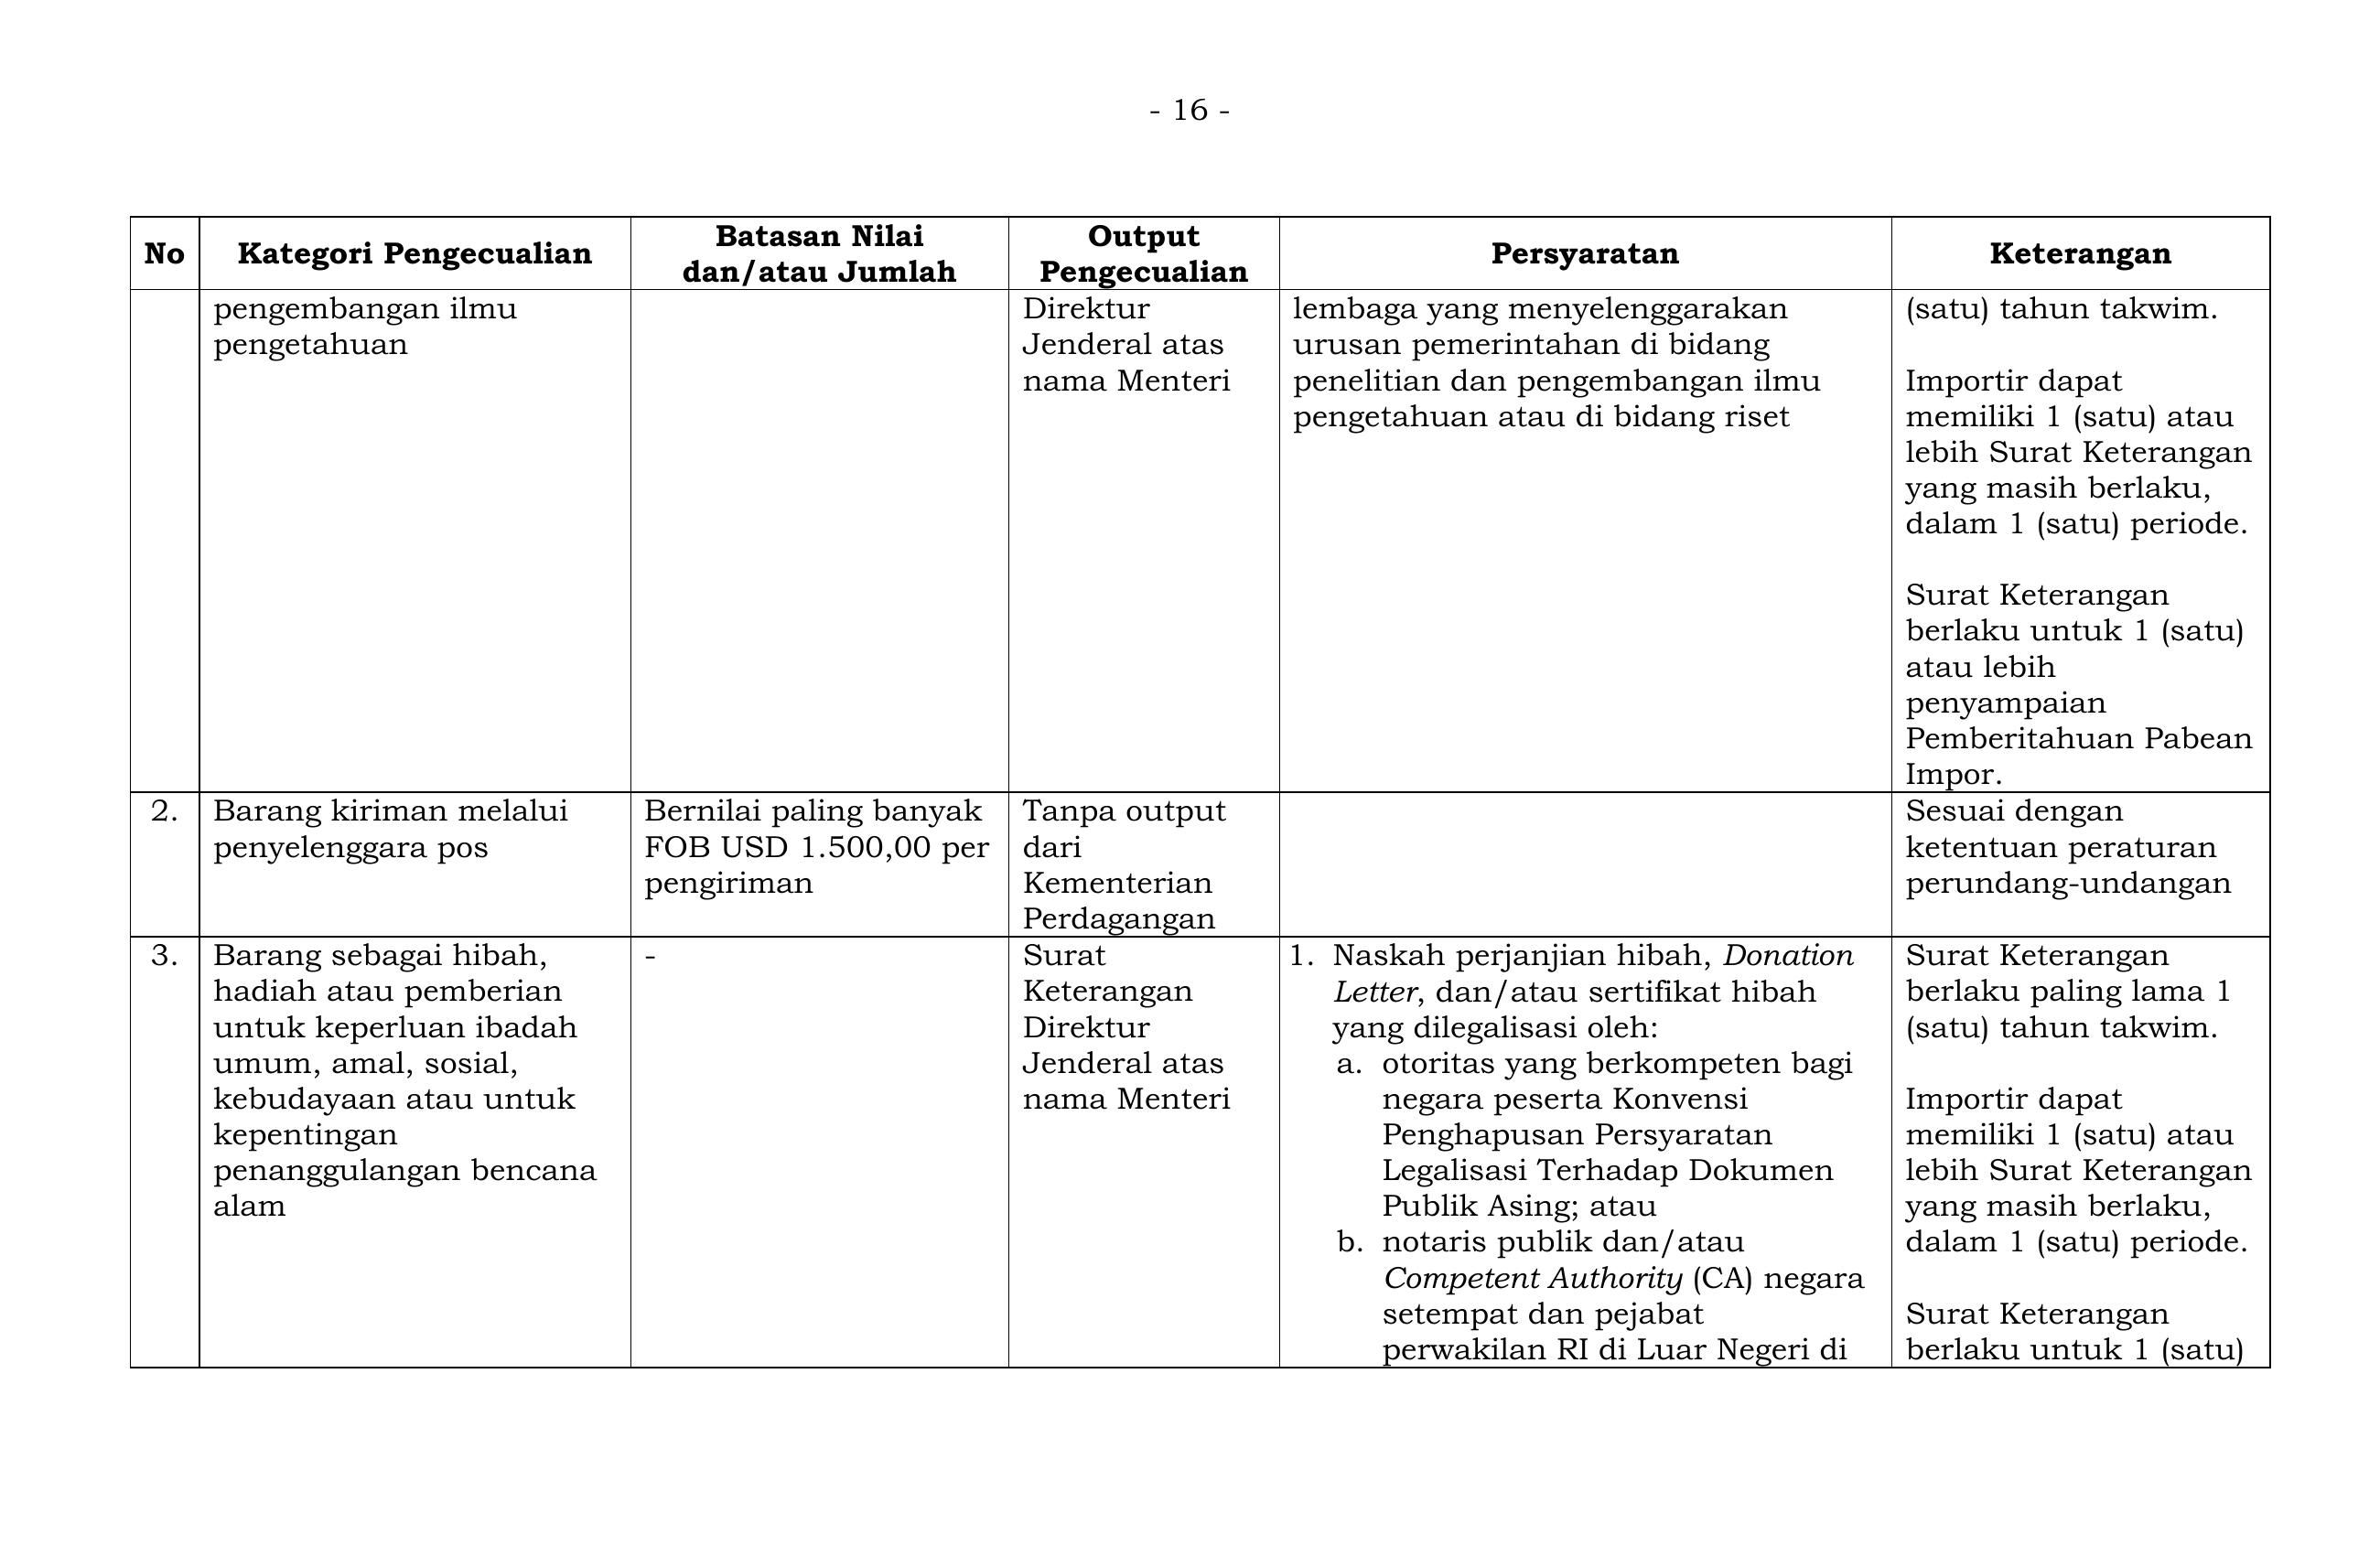 - 16 -
No
Kategori Pengecualian
Batasan Nilai
dan/atau Jumlah
Output
Pengecualian
Persyaratan
Keterangan
pengembangan ilmu
pengetahuan
Direktur
Jenderal atas
nama Menteri
lembaga yang menyelenggarakan
urusan pemerintahan di bidang
penelitian dan pengembangan ilmu
pengetahuan atau di bidang riset
(satu) tahun takwim.
Importir dapat
memiliki 1 (satu) atau
lebih Surat Keterangan
yang masih berlaku,
dalam 1 (satu) periode.
Surat Keterangan
berlaku untuk 1 (satu)
atau lebih
penyampaian
Pemberitahuan Pabean
Impor.
2.
Barang kiriman melalui
penyelenggara pos
Bernilai paling banyak
FOB USD 1.500,00 per
pengiriman
Tanpa output
dari
Kementerian
Perdagangan
Sesuai dengan
ketentuan peraturan
perundang-undangan
3.
Barang sebagai hibah,
hadiah atau pemberian
untuk keperluan ibadah
umum, amal, sosial,
kebudayaan atau untuk
kepentingan
penanggulangan bencana
alam
-
Surat
Keterangan
Direktur
Jenderal atas
nama Menteri
1. Naskah perjanjian hibah, Donation
Letter, dan/atau sertifikat hibah
yang dilegalisasi oleh:
a. otoritas yang berkompeten bagi
negara peserta Konvensi
Penghapusan Persyaratan
Legalisasi Terhadap Dokumen
Publik Asing; atau
b. notaris publik dan/atau
Competent Authority (CA) negara
setempat dan pejabat
perwakilan RI di Luar Negeri di
Surat Keterangan
berlaku paling lama 1
(satu) tahun takwim.
Importir dapat
memiliki 1 (satu) atau
lebih Surat Keterangan
yang masih berlaku,
dalam 1 (satu) periode.
Surat Keterangan
berlaku untuk 1 (satu)